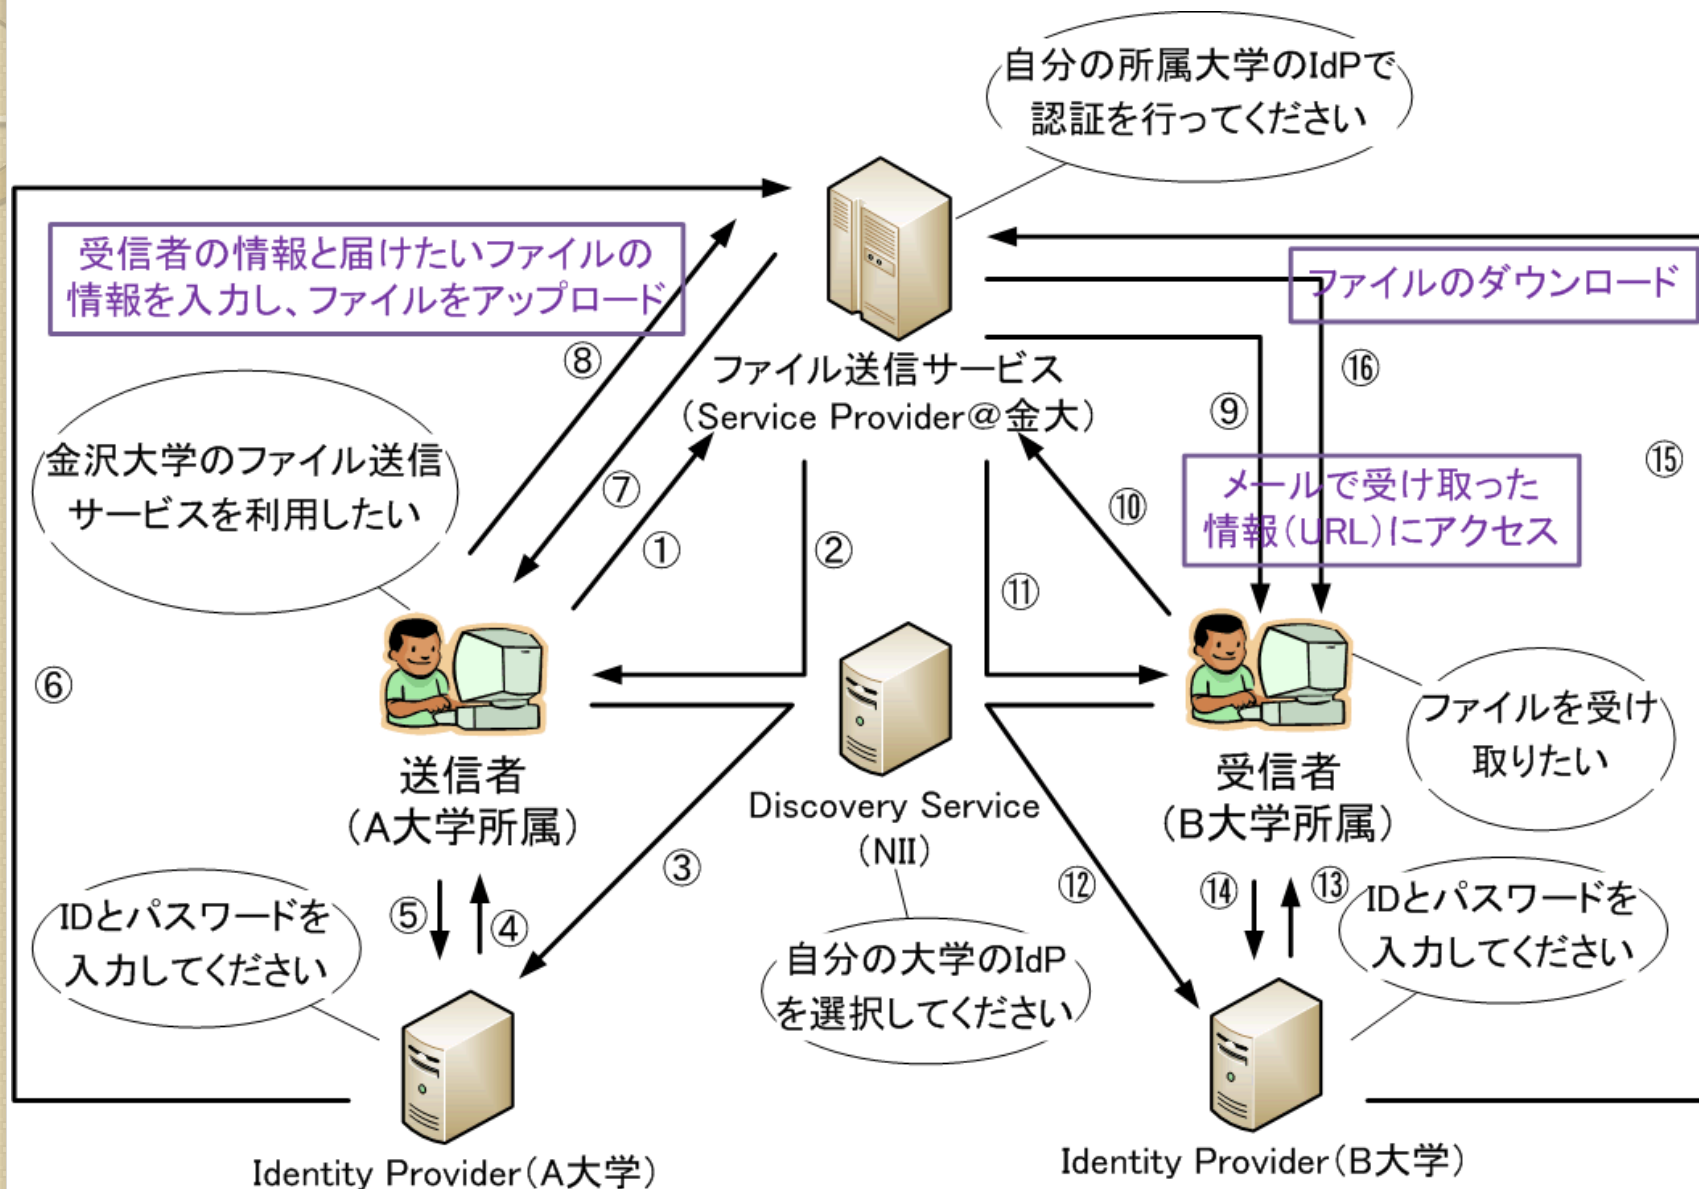 自分の所属大学のIdPで
認証を行ってください
受信者の情報と届けたいファイルの
情報を入力し、ファイルをアップロード
ファイルのダウンロード
⑧
ファイル送信サービス
(Service Provider@金大)
⑯
⑨
金沢大学のファイル送信
サービスを利用したい
⑦
①
②
⑩
メールで受け取った
情報(URL)にアクセス
⑮
⑪
⑥
送信者
(A大学所属)
Discovery Service
(NII)
受信者
(B大学所属)
ファイルを受け
取りたい
③
⑫
IDとパスワードを
入力してください
⑤
④
自分の大学のIdP
を選択してください
⑭
⑬
IDとパスワードを
入力してください
Identity Provider(A大学)
Identity Provider(B大学)